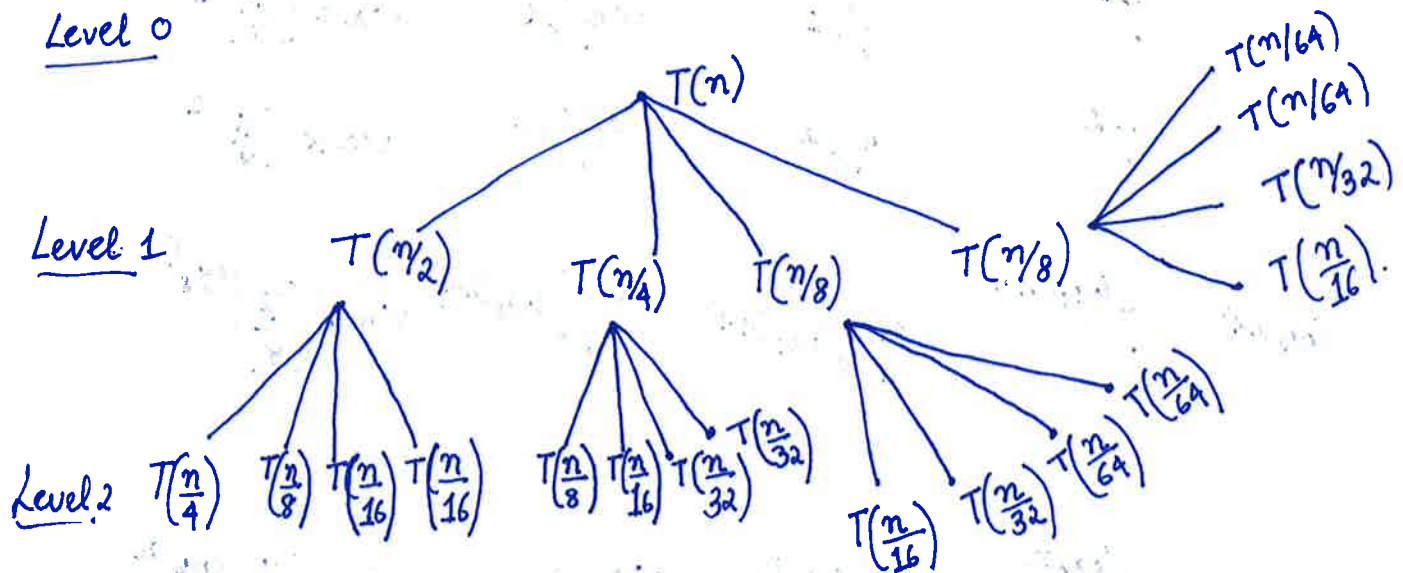 Level 0
T(n)
T(n/64)
T(n/64)
T(n/32)
T(n/16).
Level 1
T(n/2)
T(n/4)
T(n/8)
T(n/8)
Level 2
T(n/4)
T(n/8)
T(n/16)
T(n/16)
T(n/8)
T(n/16)
T(n/32)
T(n/32)
T(n/16)
T(n/32)
T(n/64)
T(n/64)